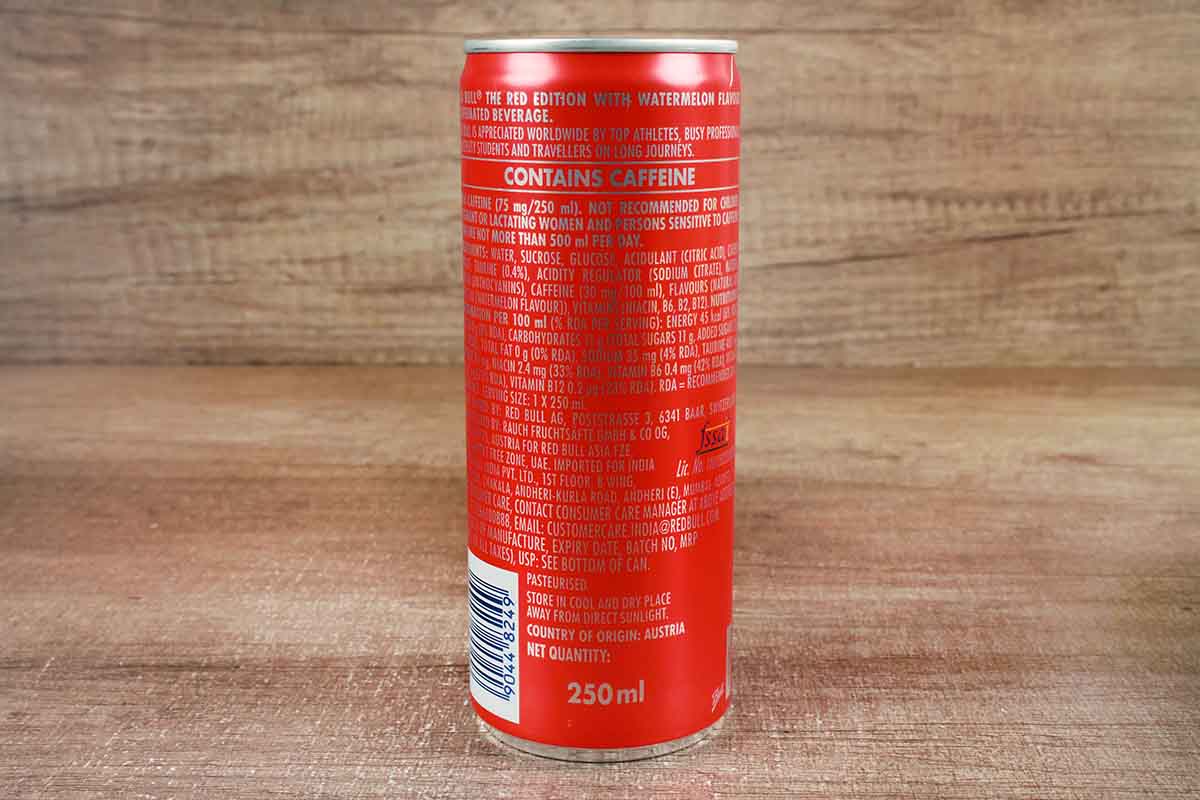 BULL® THE RED EDITION WITH WATERMELON FLAVOU
BEVERAGE.
IS APPRECIATED WORLDWIDE BY TOP ATHLETES, BUSY PROFESSION
STUDENTS AND TRAVELLERS ON LONG JOURNEYS.
CONTAINS CAFFEINE
CAFFEINE (75 mg/250 ml). NOT RECOMMENDED FOR
OR LACTATING WOMEN AND PERSONS SENSITIVE TO CAFFEINE
NOT MORE THAN 500 ml PER DAY.
WATER, SUCROSE, GLUCOSE, ACIDULANT (CITRIC ACID),
TAURINE (0.4%), ACIDITY REGULATOR (SODIUM CITRATE),
CAFFEINE (30 mg/100 ml), FLAVOURS
WATERMELON FLAVOUR)), VITAMINS (NIACIN, B6, B2, B12).
PER 100 ml (% RDA PER SERVING): ENERGY 45 kcal
RDA), CARBOHYDRATES 11 g (TOTAL SUGARS 11 g, ADDED SUGARS
TOTAL FAT 0 g (0% RDA), SODIUM 35 mg (4% RDA), TAURINE
NIACIN 2.4 mg (33% RDA), VITAMIN B6 0.4 mg (42% RDA),
RDA), VITAMIN B12 0.2 µg RDA). RDA =
SERVING SIZE: 1 X 250 ml.
BY: RED BULL AG, POSTSTRASSE 3, 6341 BAAR,
BY: RAUCH FRUCHTSÄFTE GMBH & CO OG,
AUSTRIA FOR RED BULL ASIA FZE,
FREE ZONE, UAE. IMPORTED FOR INDIA
fssai
INDIA PVT. LTD., 1ST FLOOR, B WING,
Lic. No.
CHAKALA, ANDHERI-KURLA ROAD, ANDHERI (E),
CARE, CONTACT CONSUMER CARE MANAGER AT
EMAIL: CUSTOMERCARE.INDIA@REDBULL.COM
OF MANUFACTURE, EXPIRY DATE, BATCH NO, MRP
ALL TAXES), USP: SEE BOTTOM OF CAN.
PASTEURISED.
STORE IN COOL AND DRY PLACE
AWAY FROM DIRECT SUNLIGHT.
COUNTRY OF ORIGIN: AUSTRIA
NET QUANTITY:
250 ml
9044 8249